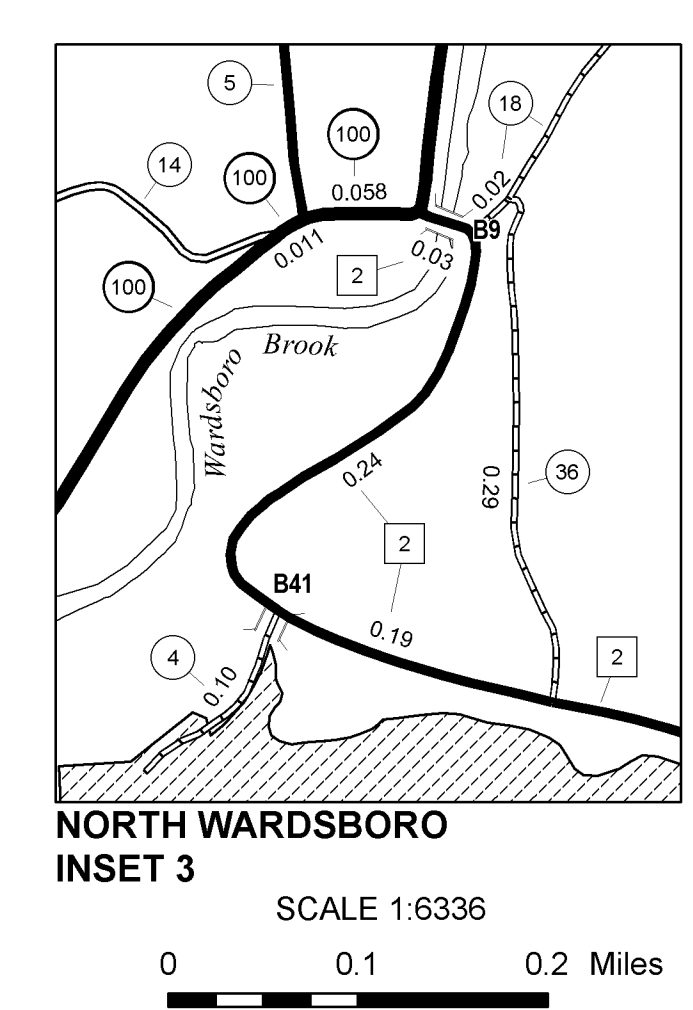 5
18
100
14
100
0.02
0.058
B9
0.011
0.03
2
100
Brook
Wardsboro
0.24
0.29
36
2
B41
0.19
4
2
0.10
NORTH WARDSBORO
INSET 3
SCALE 1:6336
0 0.1 0.2 Miles